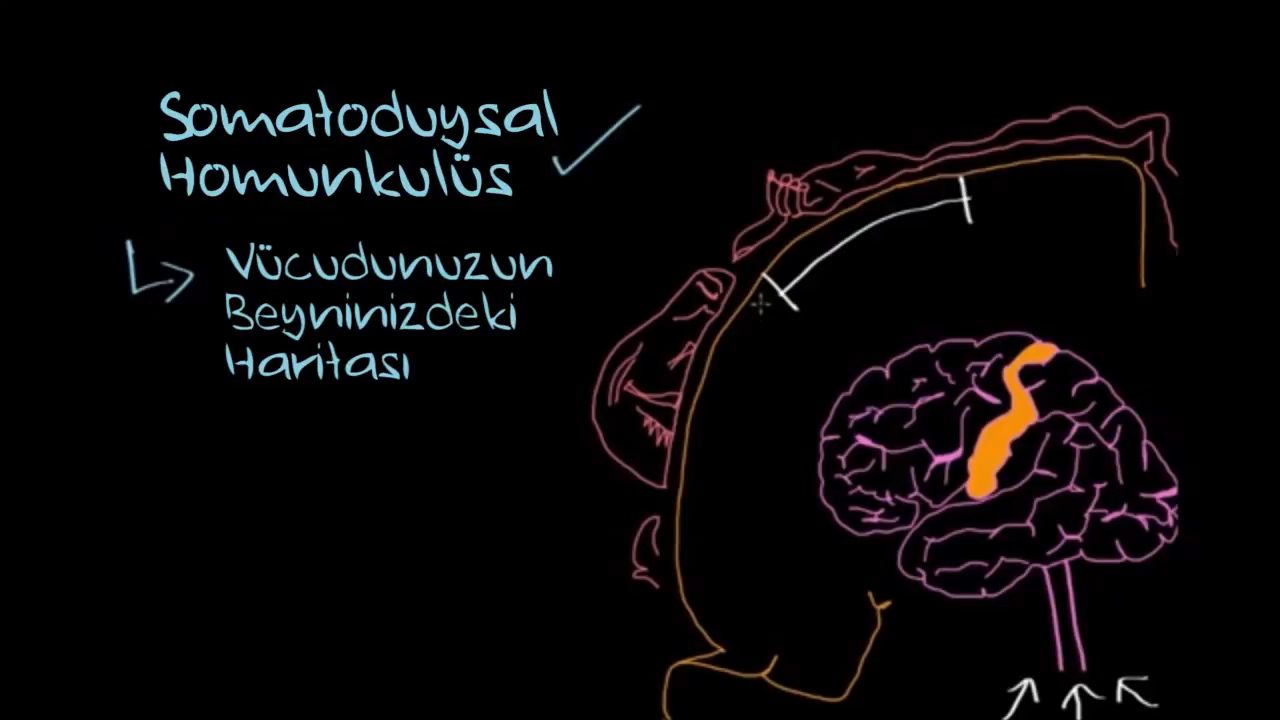 Somatoduysal
Homunkulüs
Vücudunuzun
Beyninizdeki
Haritası